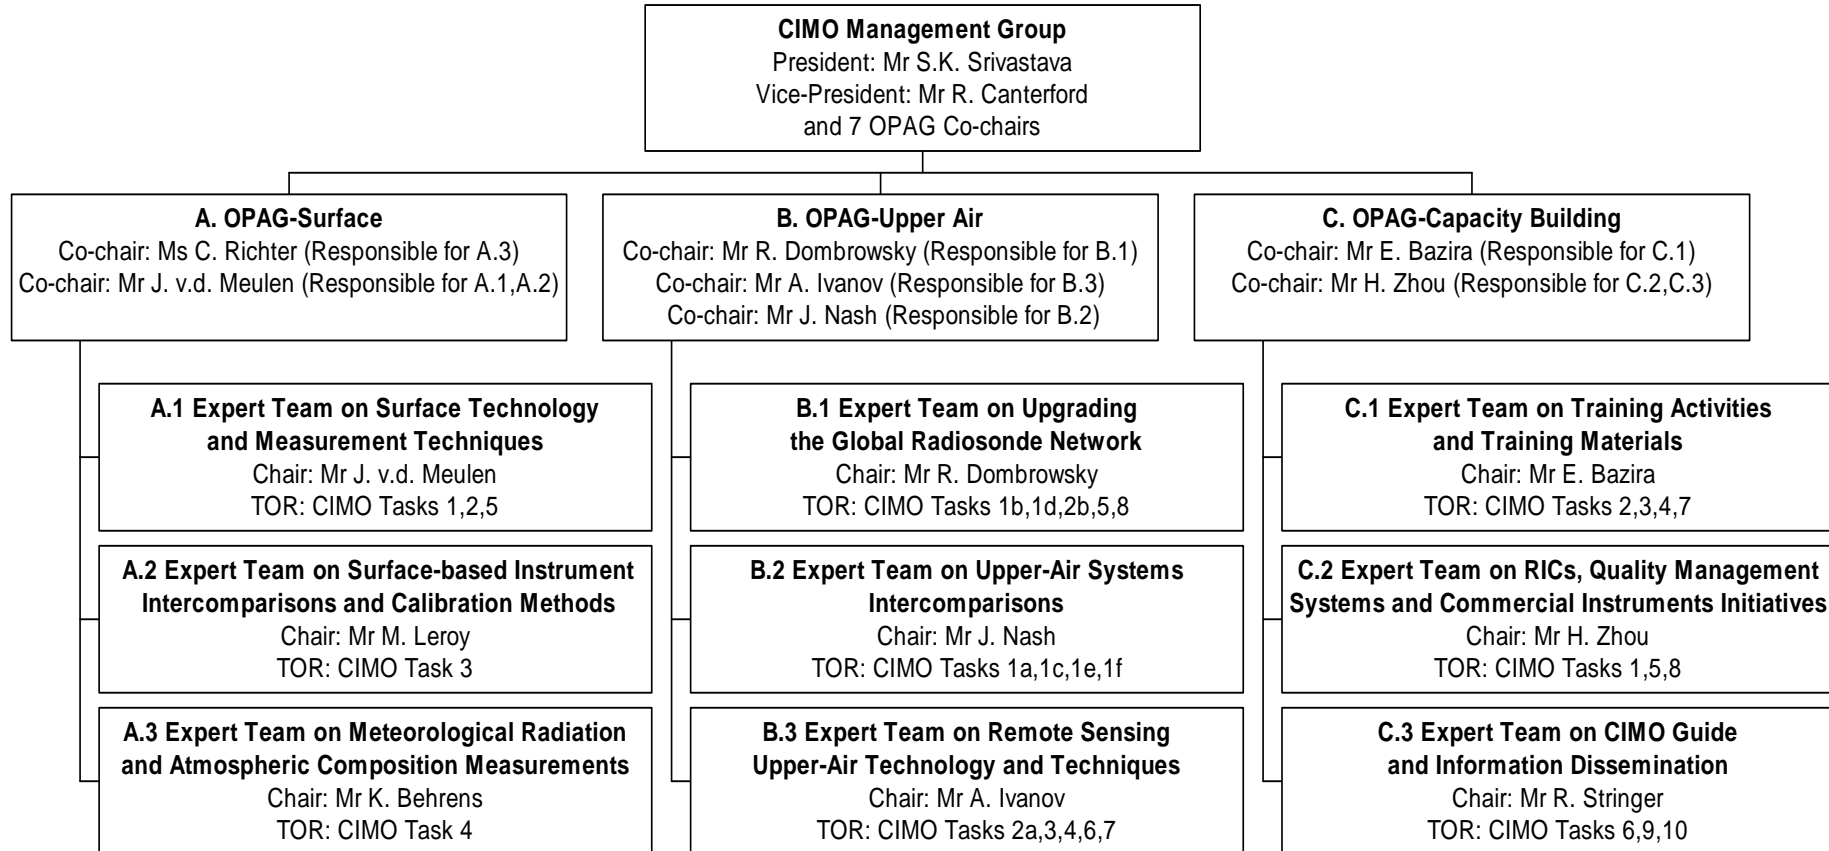 CIMO Management Group
President: Mr S.K. Srivastava
Vice-President: Mr R. Canterford
and 7 OPAG Co-chairs
A. OPAG-Surface
Co-chair: Ms C. Richter (Responsible for A.3)
Co-chair: Mr J. v.d. Meulen (Responsible for A.1,A.2)
B. OPAG-Upper Air
Co-chair: Mr R. Dombrowsky (Responsible for B.1)
Co-chair: Mr A. Ivanov (Responsible for B.3)
Co-chair: Mr J. Nash (Responsible for B.2)
C. OPAG-Capacity Building
Co-chair: Mr E. Bazira (Responsible for C.1)
Co-chair: Mr H. Zhou (Responsible for C.2,C.3)
A.1 Expert Team on Surface Technology
and Measurement Techniques
Chair: Mr J. v.d. Meulen
TOR: CIMO Tasks 1,2,5
A.2 Expert Team on Surface-based Instrument
Intercomparisons and Calibration Methods
Chair: Mr M. Leroy
TOR: CIMO Task 3
A.3 Expert Team on Meteorological Radiation
and Atmospheric Composition Measurements
Chair: Mr K. Behrens
TOR: CIMO Task 4
B.1 Expert Team on Upgrading
the Global Radiosonde Network
Chair: Mr R. Dombrowsky
TOR: CIMO Tasks 1b,1d,2b,5,8
B.2 Expert Team on Upper-Air Systems
Intercomparisons
Chair: Mr J. Nash
TOR: CIMO Tasks 1a,1c,1e,1f
B.3 Expert Team on Remote Sensing
Upper-Air Technology and Techniques
Chair: Mr A. Ivanov
TOR: CIMO Tasks 2a,3,4,6,7
C.1 Expert Team on Training Activities
and Training Materials
Chair: Mr E. Bazira
TOR: CIMO Tasks 2,3,4,7
C.2 Expert Team on RICs, Quality Management
Systems and Commercial Instruments Initiatives
Chair: Mr H. Zhou
TOR: CIMO Tasks 1,5,8
C.3 Expert Team on CIMO Guide
and Information Dissemination
Chair: Mr R. Stringer
TOR: CIMO Tasks 6,9,10